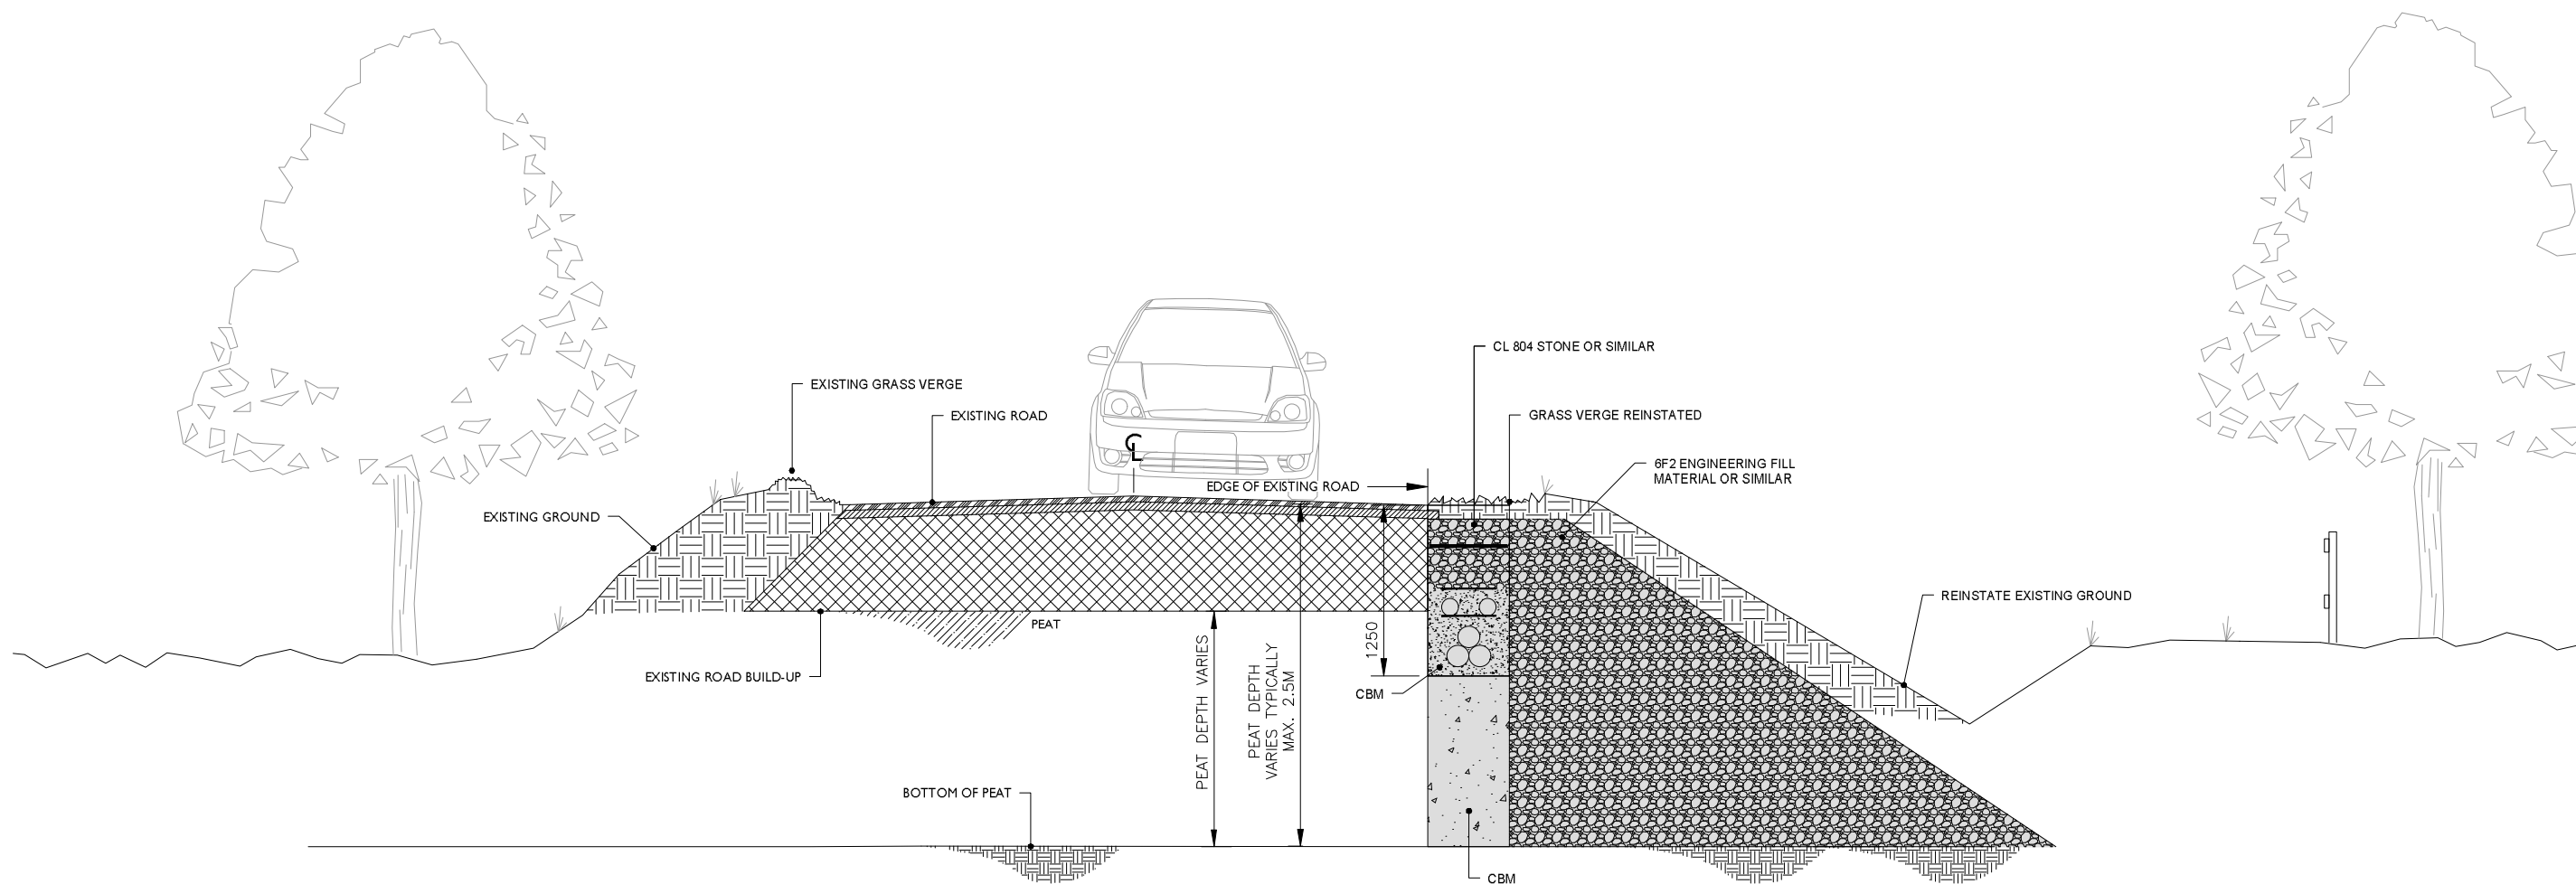 CL 804 STONE OR SIMILAR
EXISTING GRASS VERGE
EXISTING ROAD
GRASS VERGE REINSTATED
CL
6F2 ENGINEERING FILL
MATERIAL OR SIMILAR
EDGE OF EXISTING ROAD
EXISTING GROUND
REINSTATE EXISTING GROUND
PEAT
1250
PEAT DEPTH VARIES
PEAT DEPTH
VARIES TYPICALLY
MAX. 2.5M
EXISTING ROAD BUILD-UP
CBM
BOTTOM OF PEAT
CBM